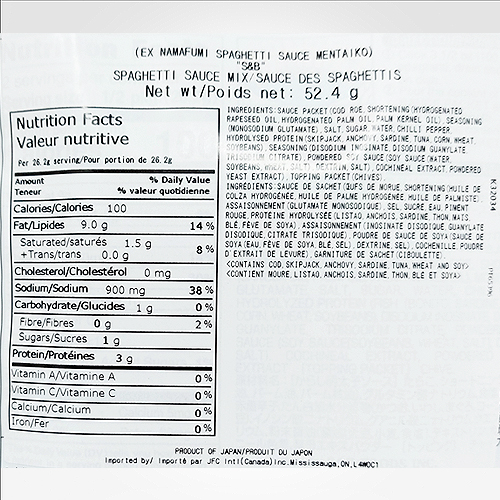 (EX NAMAFUMI SPAGHETTI SAUCE MENTAIKO)
"S&B"
SPAGHETTI SAUCE MIX/SAUCE DES SPAGHETTIS
Net wt/Poids net: 52.4 g
Nutrition Facts
Valeur nutritive
Per 26.2g serving/Pour portion de 26.2g
Amount % Daily Value
Teneur % valeur quotidienne
Calories/Calories 100
Fat/Lipides 9.0 g 14 %
Saturated/saturés 1.5 g
+Trans/trans 0.0 g 8 %
Cholesterol/Cholestérol 0 mg
Sodium/Sodium 900 mg 38 %
Carbohydrate/Glucides 1 g 0 %
Fibre/Fibres 0 g 2 %
Sugars/Sucres 1 g
Protein/Protéines 3 g
Vitamin A/Vitamine A 0 %
Vitamin C/Vitamine C 0 %
Calcium/Calcium 0 %
Iron/Fer 0 %
INGREDIENTS:SAUCE PACKET(COD ROE, SHORTENING(HYDROGENATED
RAPESEED OIL, HYDROGENATED PALM OIL, PALM KERNEL OIL), SEASONING
(MONOSODIUM GLUTAMATE), SALT, SUGAR, WATER, CHILLI PEPPER,
HYDROLYSED PROTEIN(SKIPJACK, ANCHOVY, SARDINE, TUNA, CORN, WHEAT,
SOYBEANS), SEASONING(DISODIUM INOSINATE, DISODIUM GUANYLATE
TRISODIUM CITRATE), POWDERED SOY SAUCE(SOY SAUCE(WATER,
SOYBEANS, WHEAT, SALT), DEXTRIN, SALT), COCHINEAL EXTRACT, POWDERED
YEAST EXTRACT), TOPPING PACKET(CHIVES).
INGRÉDIENTS:SAUCE DE SACHET(ŒUFS DE MORUE, SHORTENING(HUILE DE
COLZA HYDROGÉNÉE, HUILE DE PALME HYDROGÉNÉE, HUILE DE PALMISTE),
ASSAISONNEMENT(GLUTAMATE MONOSODIQUE), SEL, SUCRE, EAU, PIMENT
ROUGE, PROTÉINE HYDROLYSÉE(LISTAO, ANCHOIS, SARDINE, THON, MAÏS,
BLÉ, FÈVE DE SOYA), ASSAISONNEMENT(INOSINATE DISODIQUE, GUANYLATE
DISODIQUE, CITRATE TRISODIQUE), POUDRE DE SAUCE DE SOYA(SAUCE DE
SOYA(EAU, FÈVE DE SOYA, BLÉ, SEL), DEXTRINE, SEL), COCHENILLE, POUDRE
D'EXTRAIT DE LEVURE), GARNITURE DE SACHET(CIBOULETTE).
<CONTAINS COD, SKIPJACK, ANCHOVY, SARDINE, TUNA, WHEAT AND SOY>
<CONTIENT MOURE, LISTAO, ANCHOIS, SARDINE, THON, BLÉ ET SOYA>
K32034
PRODUCT OF JAPAN/PRODUIT DU JAPON
Imported by/ Importé par JFC Intl(Canada)Inc.Mississauga,ON,L4W0C1